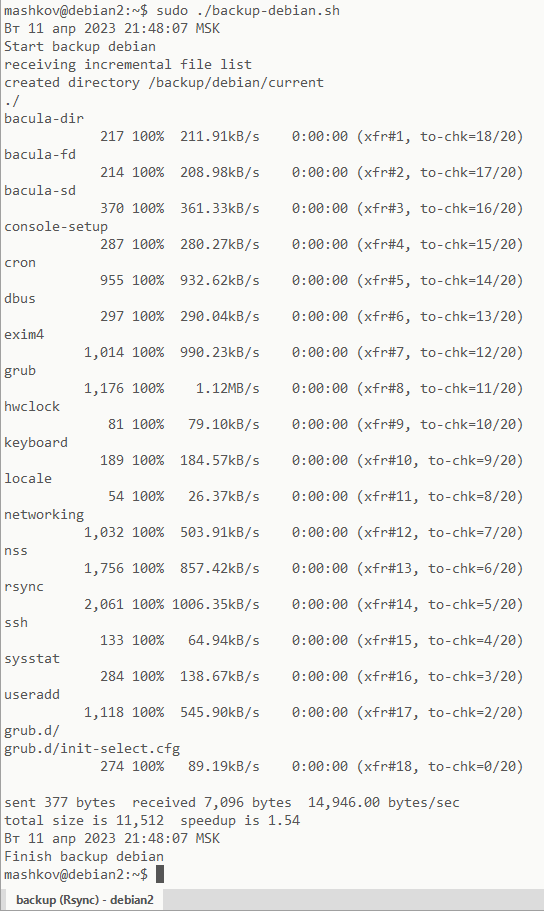 mashkov@debian2:~$ sudo ./backup-debian.sh
Вт 11 апр 2023 21:48:07 MSK
Start backup debian
receiving incremental file list
created directory /backup/debian/current
./
bacula-dir
            217 100%  211.91kB/s    0:00:00 (xfr#1, to-chk=18/20)
bacula-fd
            214 100%  208.98kB/s    0:00:00 (xfr#2, to-chk=17/20)
bacula-sd
            370 100%  361.33kB/s    0:00:00 (xfr#3, to-chk=16/20)
console-setup
            287 100%  280.27kB/s    0:00:00 (xfr#4, to-chk=15/20)
cron
            955 100%  932.62kB/s    0:00:00 (xfr#5, to-chk=14/20)
dbus
            297 100%  290.04kB/s    0:00:00 (xfr#6, to-chk=13/20)
exim4
          1,014 100%  990.23kB/s    0:00:00 (xfr#7, to-chk=12/20)
grub
          1,176 100%    1.12MB/s    0:00:00 (xfr#8, to-chk=11/20)
hwclock
             81 100%   79.10kB/s    0:00:00 (xfr#9, to-chk=10/20)
keyboard
            189 100%  184.57kB/s    0:00:00 (xfr#10, to-chk=9/20)
locale
             54 100%   26.37kB/s    0:00:00 (xfr#11, to-chk=8/20)
networking
          1,032 100%  503.91kB/s    0:00:00 (xfr#12, to-chk=7/20)
nss
          1,756 100%  857.42kB/s    0:00:00 (xfr#13, to-chk=6/20)
rsync
          2,061 100% 1006.35kB/s    0:00:00 (xfr#14, to-chk=5/20)
ssh
            133 100%   64.94kB/s    0:00:00 (xfr#15, to-chk=4/20)
sysstat
            284 100%  138.67kB/s    0:00:00 (xfr#16, to-chk=3/20)
useradd
          1,118 100%  545.90kB/s    0:00:00 (xfr#17, to-chk=2/20)
grub.d/
grub.d/init-select.cfg
            274 100%   89.19kB/s    0:00:00 (xfr#18, to-chk=0/20)

sent 377 bytes  received 7,096 bytes  14,946.00 bytes/sec
total size is 11,512  speedup is 1.54
Вт 11 апр 2023 21:48:07 MSK
Finish backup debian
mashkov@debian2:~$
backup (Rsync) - debian2